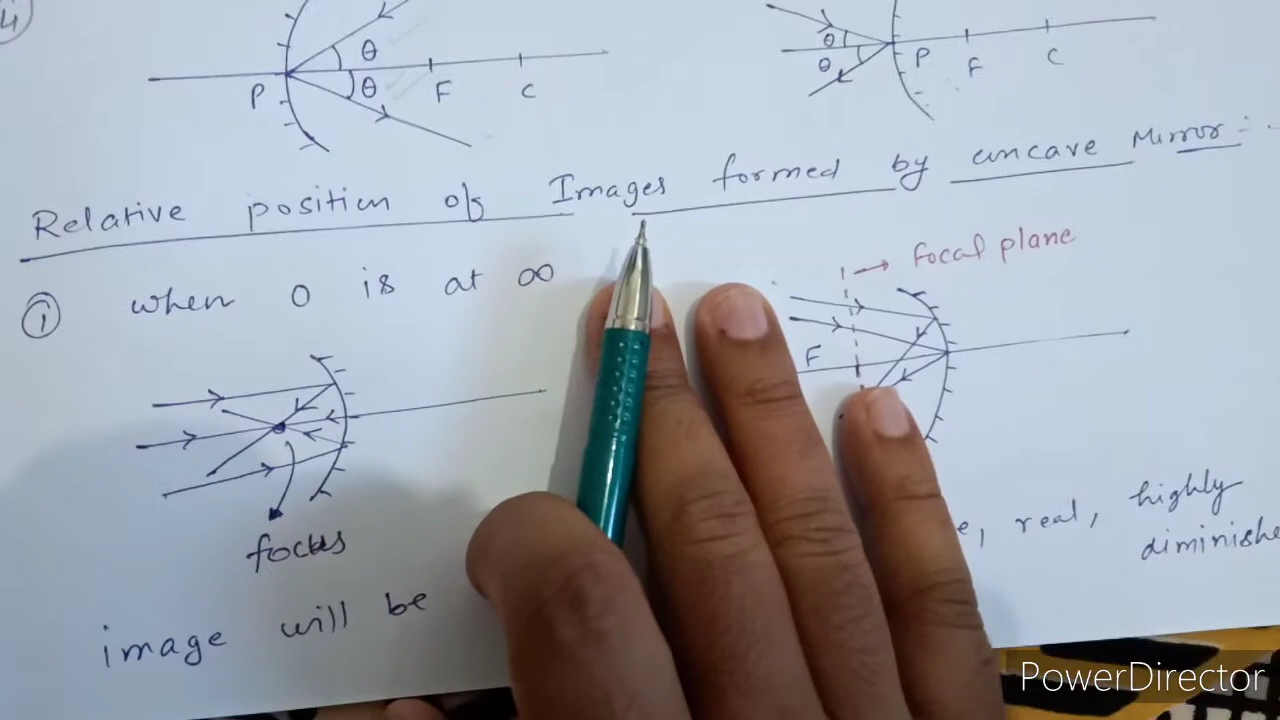 4
θ
θ
P
F
C
θ
θ
P
F
C
Relative position of Images formed by concave Mirror:-
① when O is at ∞
→ focal plane
F
focus
image will be
real, highly
PowerDirector